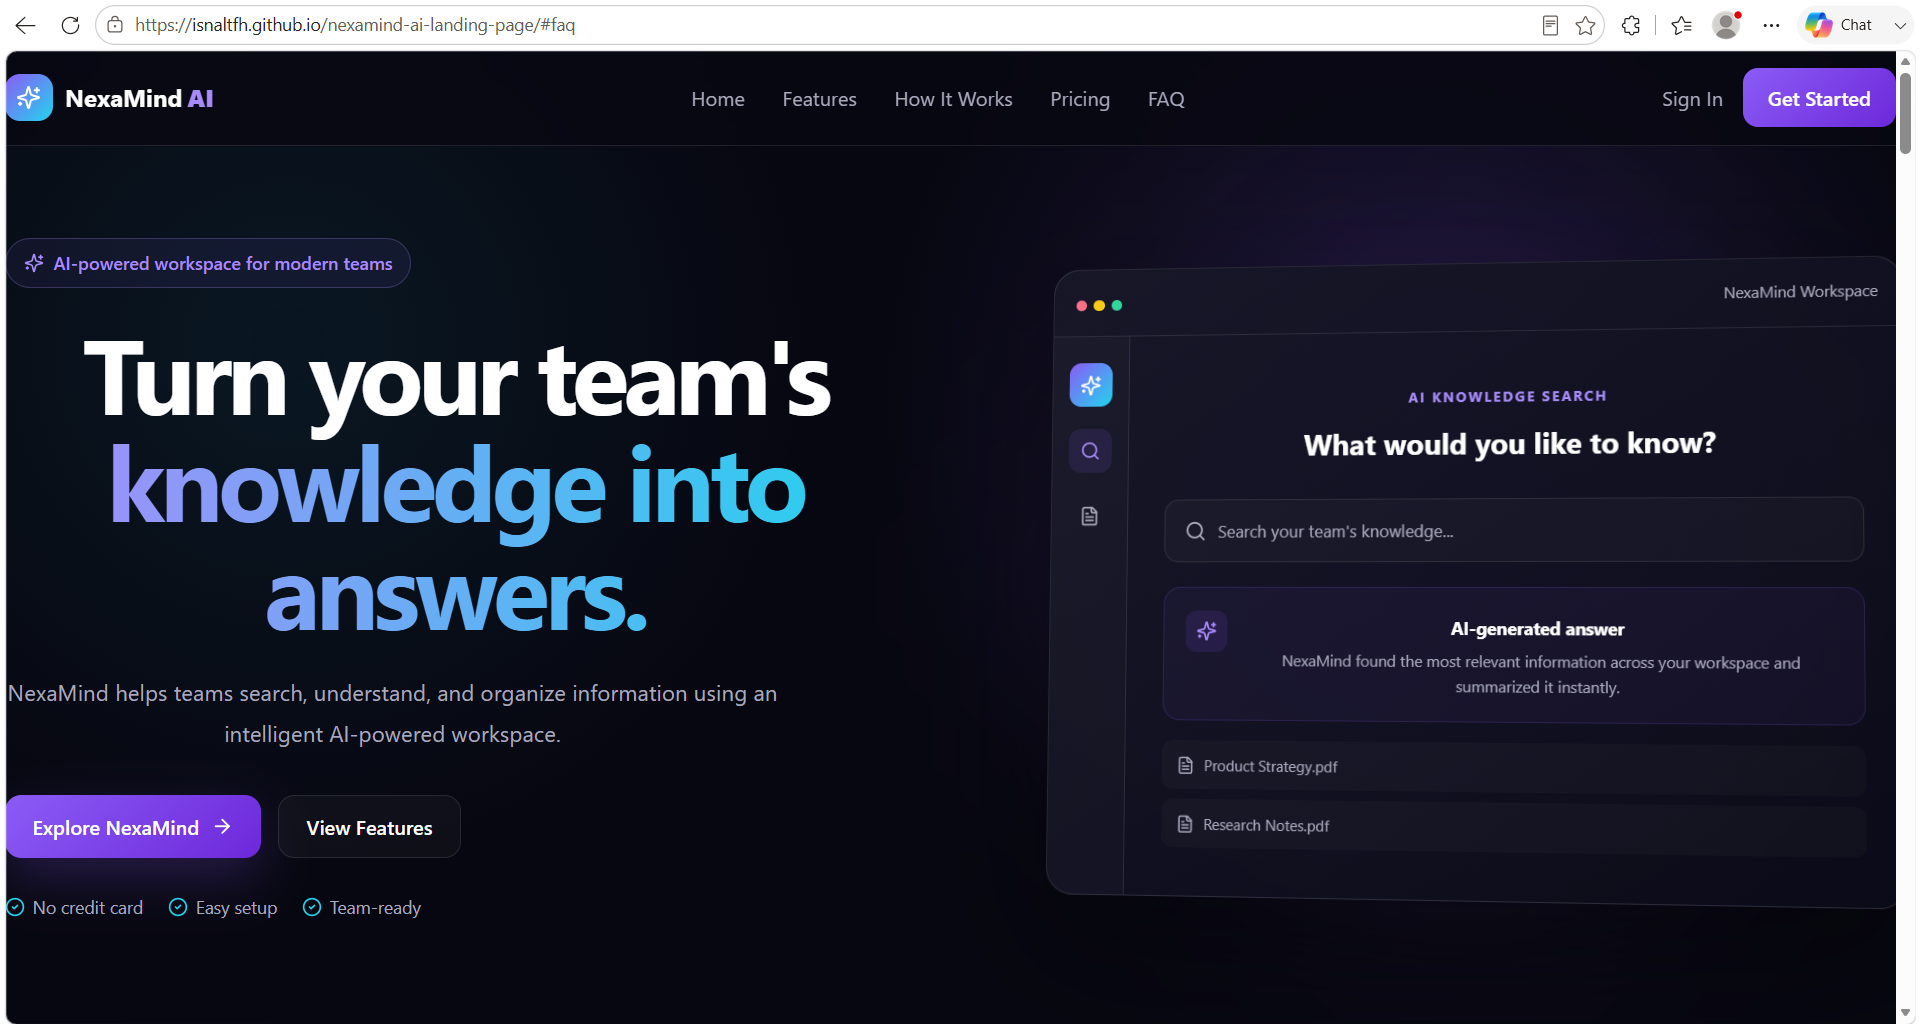 https://isnaltfh.github.io/nexamind-ai-landing-page/#faq
Chat
NexaMind AI
Home
Features
How It Works
Pricing
FAQ
Sign In
Get Started
AI-powered workspace for modern teams
Turn your team's
knowledge into
answers.
NexaMind helps teams search, understand, and organize information using an
intelligent AI-powered workspace.
Explore NexaMind
View Features
No credit card
Easy setup
Team-ready
NexaMind Workspace
AI KNOWLEDGE SEARCH
What would you like to know?
Search your team's knowledge...
AI-generated answer
NexaMind found the most relevant information across your workspace and
summarized it instantly.
Product Strategy.pdf
Research Notes.pdf